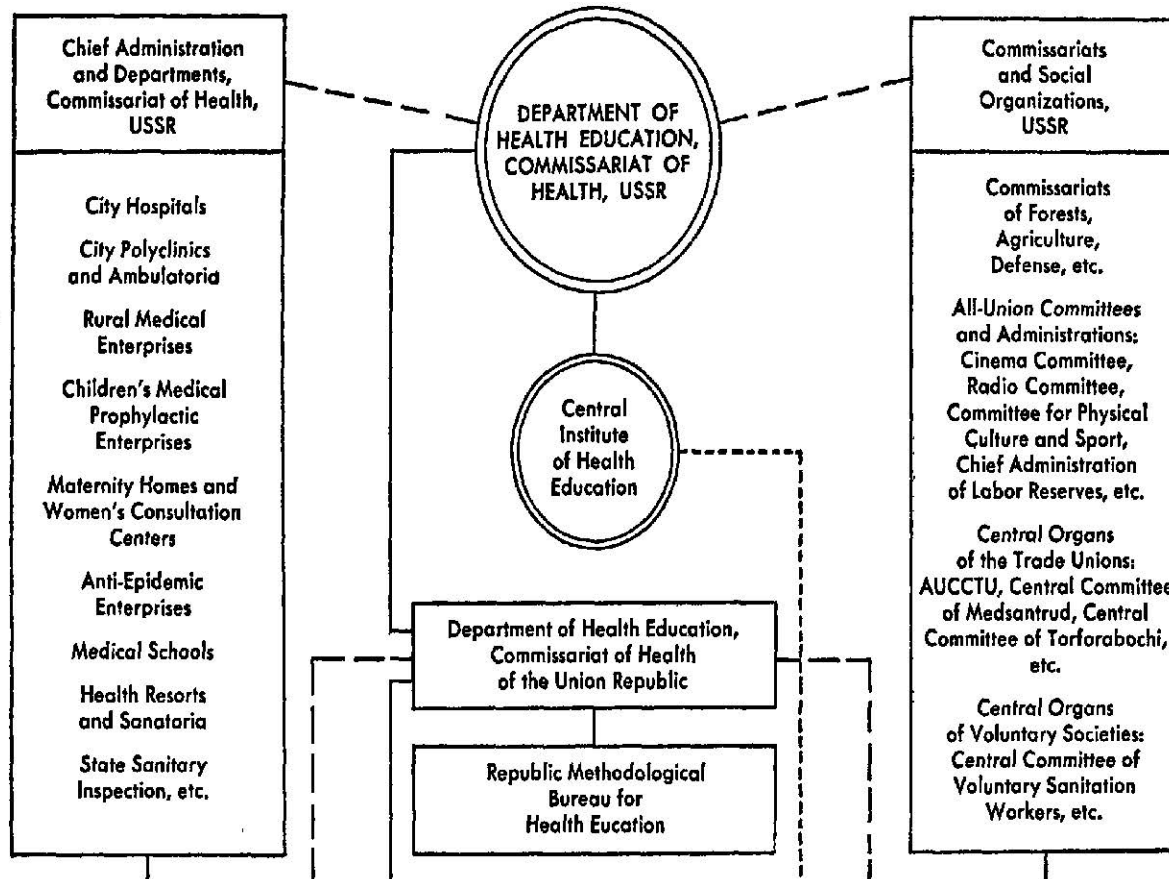 Chief Administration
and Departments,
Commissariat of Health,
USSR
City Hospitals
City Polyclinics
and Ambulatoria
Rural Medical
Enterprises
Children's Medical
Prophylactic
Enterprises
Maternity Homes and
Women's Consultation
Centers
Anti-Epidemic
Enterprises
Medical Schools
Health Resorts
and Sanatoria
State Sanitary
Inspection, etc.
DEPARTMENT OF
HEALTH EDUCATION,
COMMISSARIAT OF
HEALTH, USSR
Central
Institute
of Health
Education
Department of Health Education,
Commissariat of Health
of the Union Republic
Republic Methodological
Bureau for
Health Eucation
Commissariats
and Social
Organizations,
USSR
Commissariats
of Forests,
Agriculture,
Defense, etc.
All-Union Committees
and Administrations:
Cinema Committee,
Radio Committee,
Committee for Physical
Culture and Sport,
Chief Administration
of Labor Reserves, etc.
Central Organs
of the Trade Unions:
AUCCTU, Central Committee
of Medsantrud, Central
Committee of Torforabochi,
etc.
Central Organs
of Voluntary Societies:
Central Committee of
Voluntary Sanitation
Workers, etc.